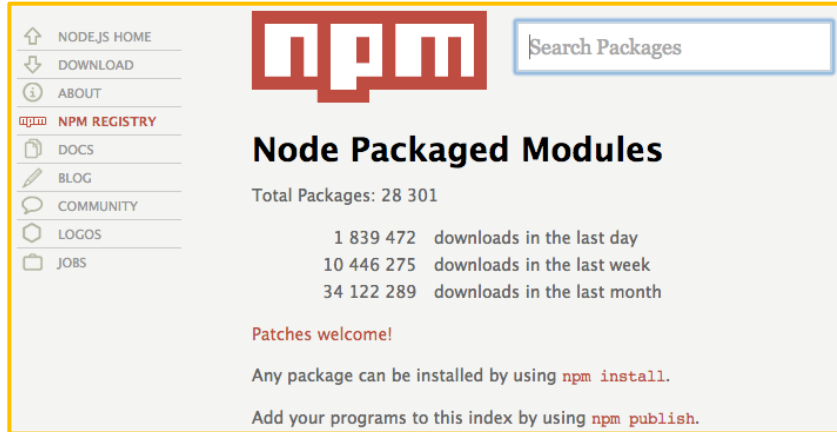 NODE.JS HOME
DOWNLOAD
ABOUT
npm NPM REGISTRY
DOCS
BLOG
COMMUNITY
LOGOS
JOBS
npm
Search Packages
Node Packaged Modules
Total Packages: 28 301
1 839 472 downloads in the last day
10 446 275 downloads in the last week
34 122 289 downloads in the last month
Patches welcome!
Any package can be installed by using npm install.
Add your programs to this index by using npm publish.